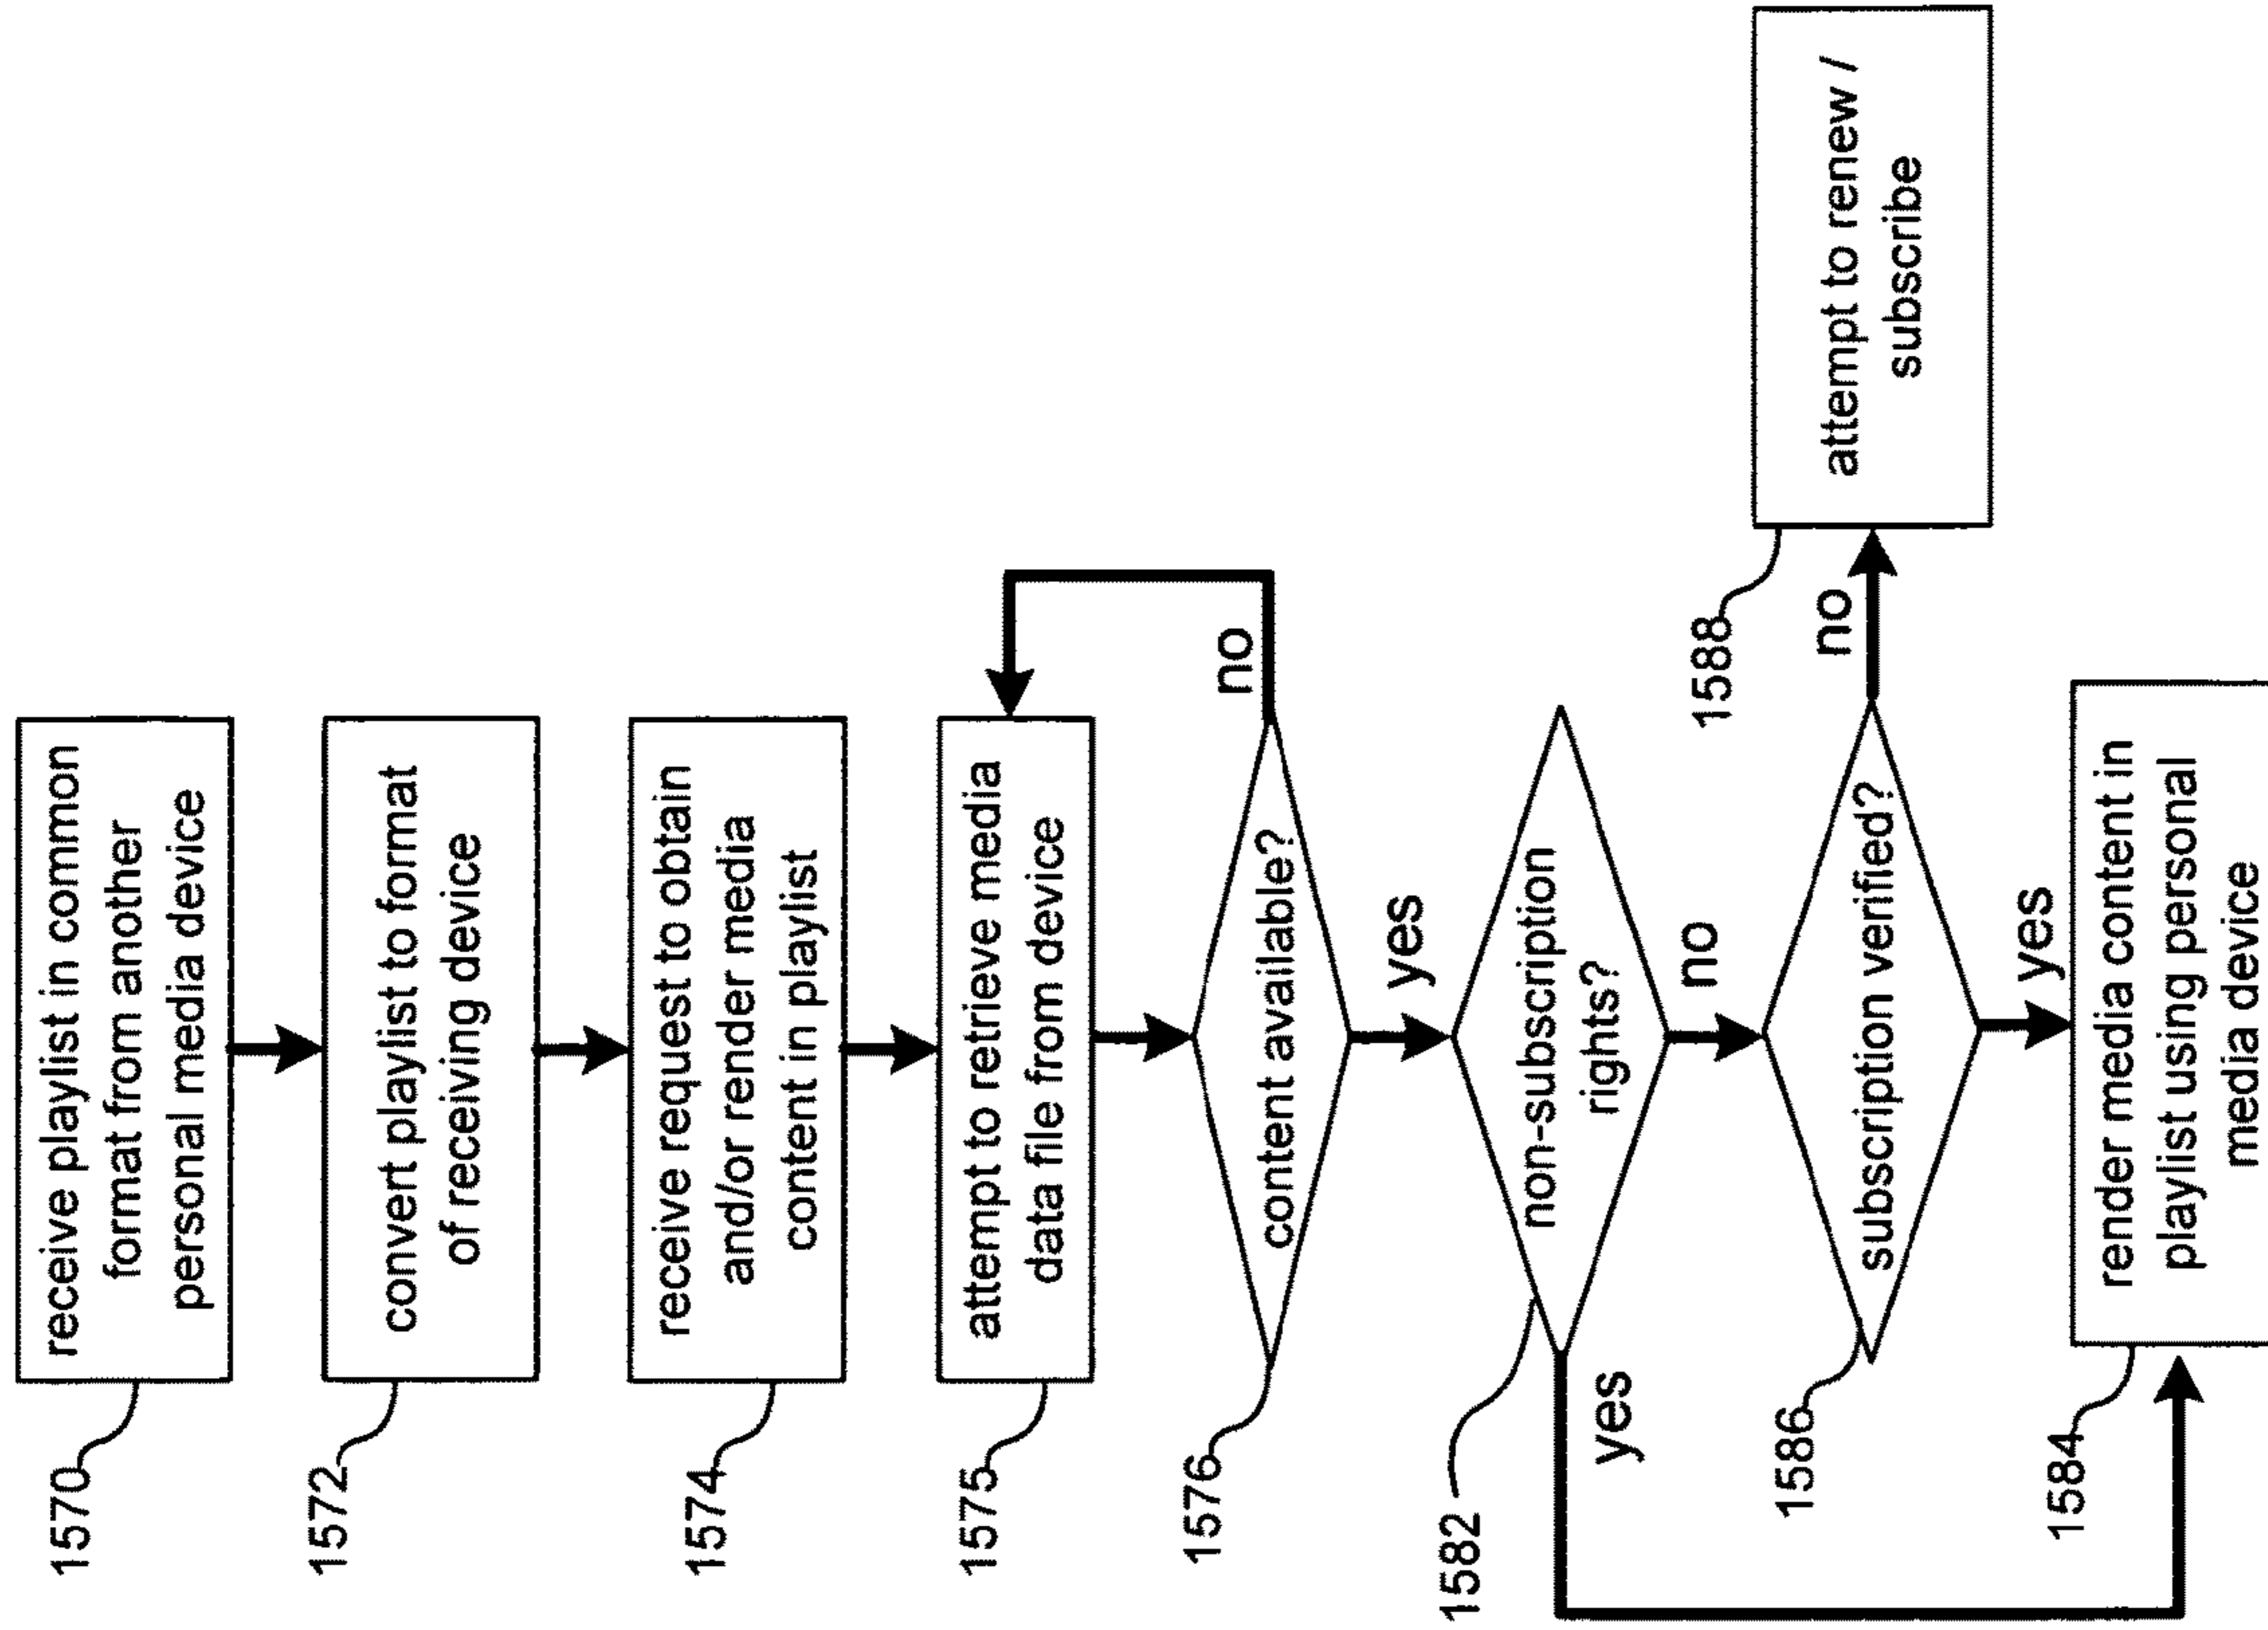 1570
receive playlist in common
format from another
personal media device
1572
convert playlist to format
of receiving device
1574
receive request to obtain
and/or render media
content in playlist
1575
attempt to retrieve media
data file from device
1576
content available?
no
yes
1582
non-subscription
rights?
yes
no
1586
subscription verified?
no
1588
attempt to renew /
subscribe
yes
1584
render media content in
playlist using personal
media device